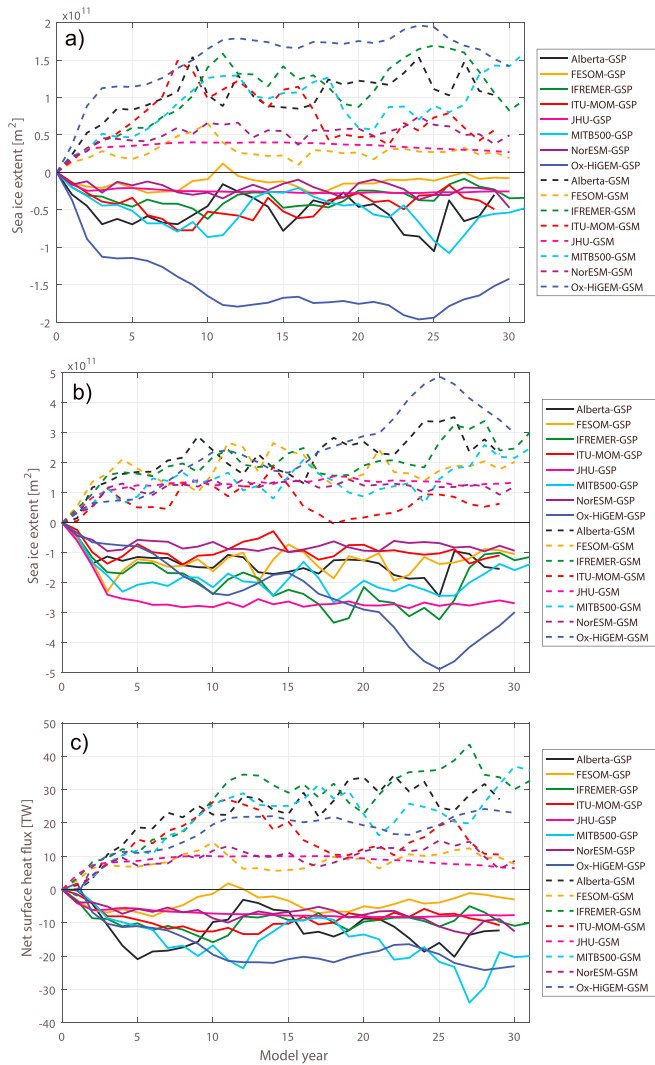 x10¹¹
2
1.5
1
0.5
0
-0.5
-1
-1.5
-2
a)
Sea ice extent [m²]
0 5 10 15 20 25 30
Alberta-GSP
FESOM-GSP
IFREMER-GSP
ITU-MOM-GSP
JHU-GSP
MITB500-GSP
NorESM-GSP
Ox-HiGEM-GSP
Alberta-GSM
FESOM-GSM
IFREMER-GSM
ITU-MOM-GSM
JHU-GSM
MITB500-GSM
NorESM-GSM
Ox-HiGEM-GSM
x10¹¹
5
4
3
2
1
0
-1
-2
-3
-4
-5
b)
Sea ice extent [m²]
0 5 10 15 20 25 30
Alberta-GSP
FESOM-GSP
IFREMER-GSP
ITU-MOM-GSP
JHU-GSP
MITB500-GSP
NorESM-GSP
Ox-HiGEM-GSP
Alberta-GSM
FESOM-GSM
IFREMER-GSM
ITU-MOM-GSM
JHU-GSM
MITB500-GSM
NorESM-GSM
Ox-HiGEM-GSM
50
40
30
20
10
0
-10
-20
-30
-40
c)
Net surface heat flux [TW]
0 5 10 15 20 25 30
Model year
Alberta-GSP
FESOM-GSP
IFREMER-GSP
ITU-MOM-GSP
JHU-GSP
MITB500-GSP
NorESM-GSP
Ox-HiGEM-GSP
Alberta-GSM
FESOM-GSM
IFREMER-GSM
ITU-MOM-GSM
JHU-GSM
MITB500-GSM
NorESM-GSM
Ox-HiGEM-GSM